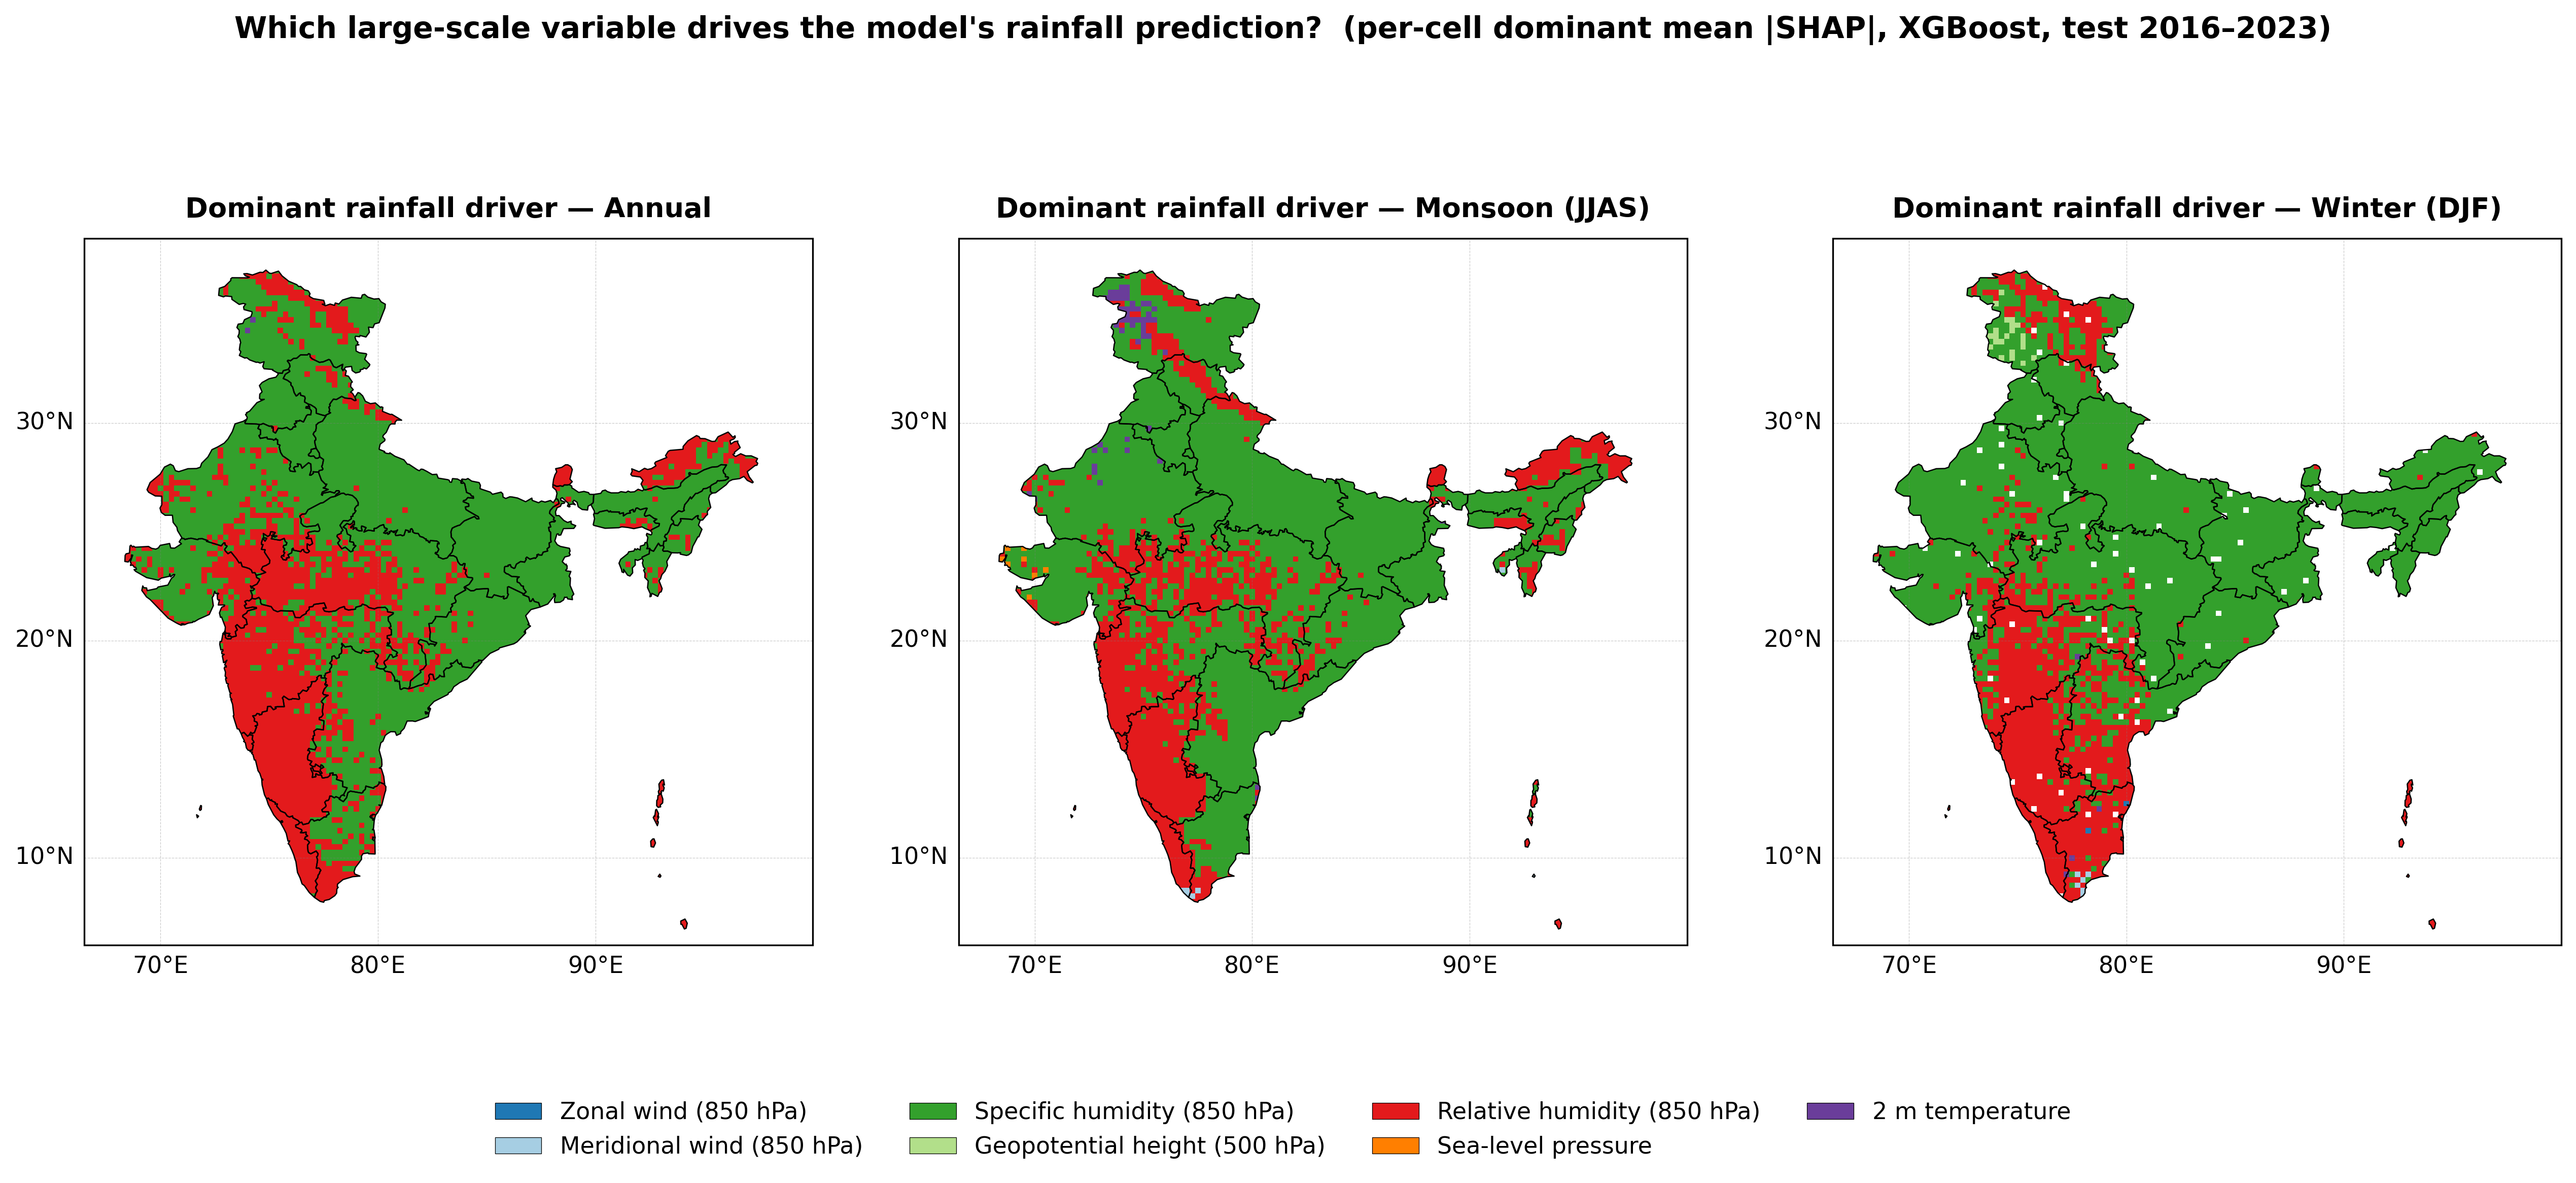 Which large-scale variable drives the model's rainfall prediction?  (per-cell dominant mean |SHAP|, XGBoost, test 2016–2023)
Dominant rainfall driver — Annual
Dominant rainfall driver — Monsoon (JJAS)
Dominant rainfall driver — Winter (DJF)
30°N
20°N
10°N
70°E
80°E
90°E
30°N
20°N
10°N
70°E
80°E
90°E
30°N
20°N
10°N
70°E
80°E
90°E
Zonal wind (850 hPa)
Meridional wind (850 hPa)
Specific humidity (850 hPa)
Geopotential height (500 hPa)
Relative humidity (850 hPa)
Sea-level pressure
2 m temperature